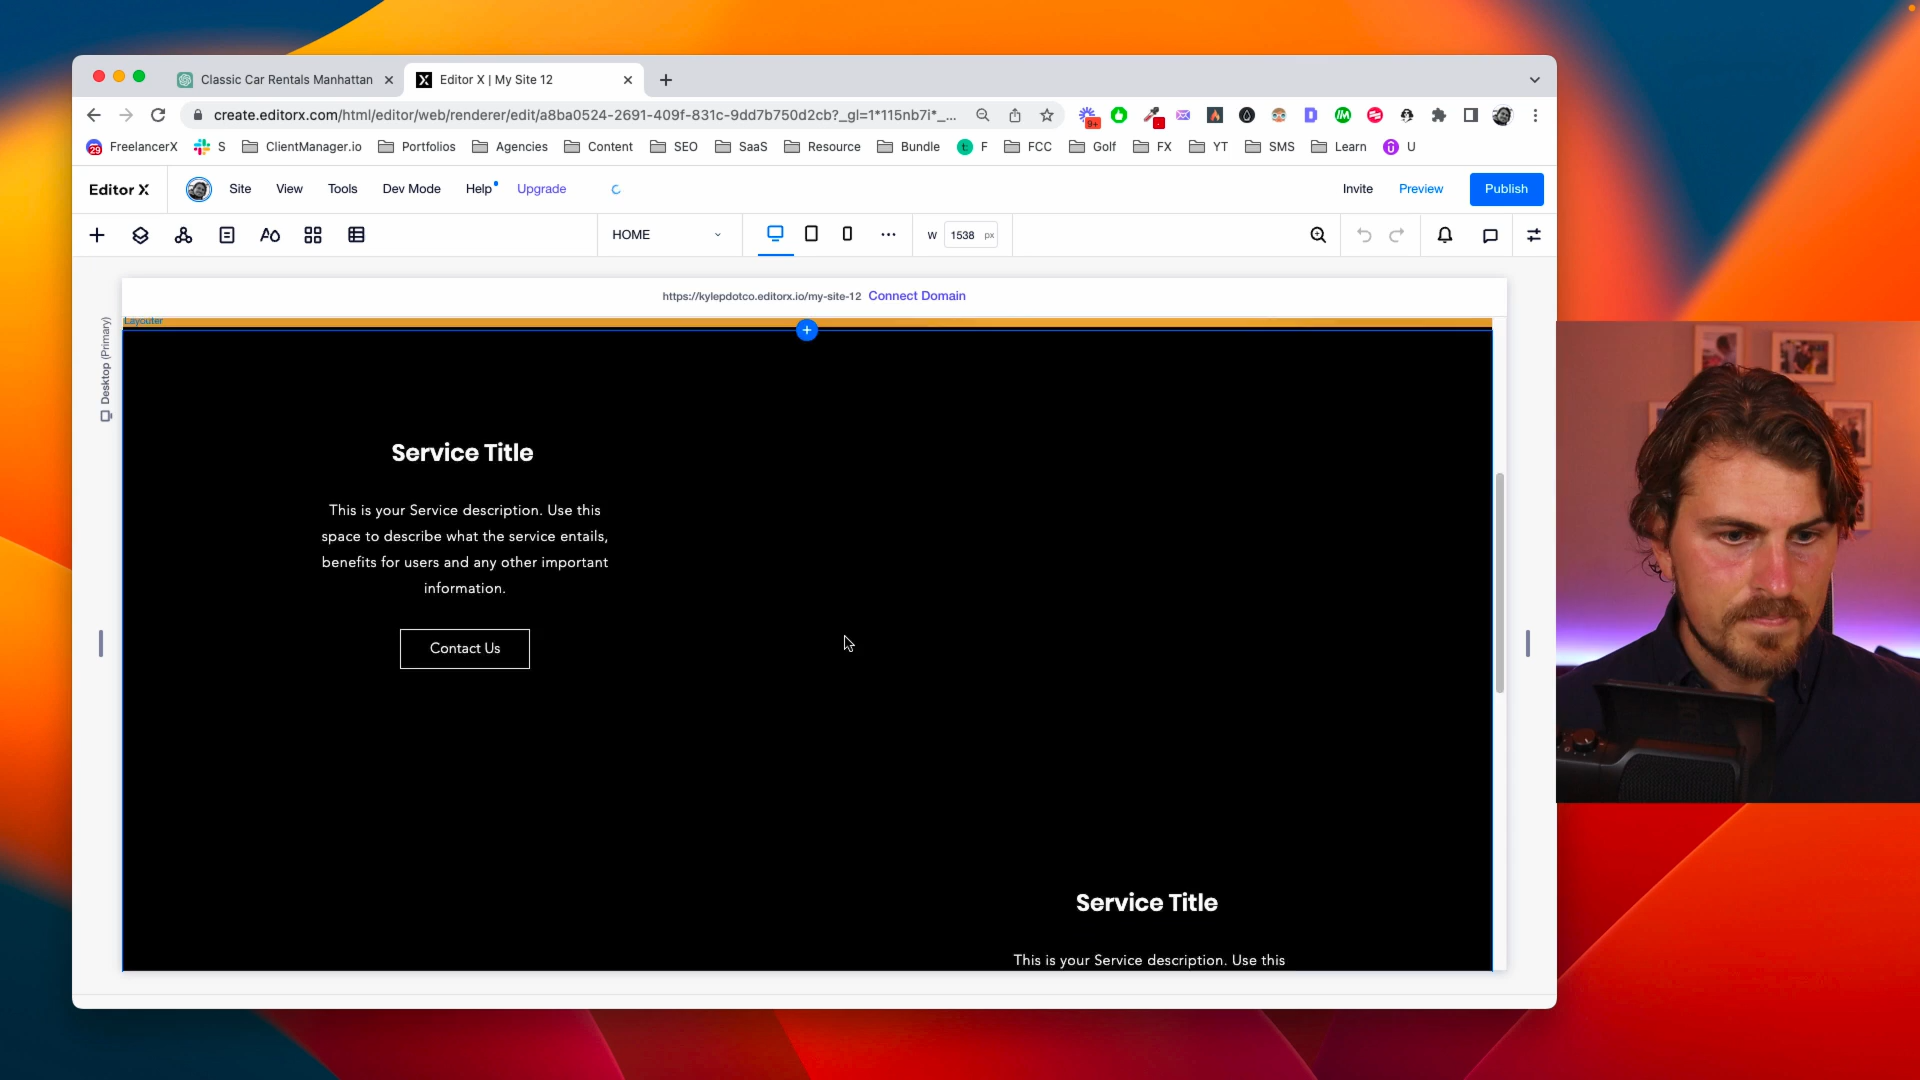 Classic Car Rentals Manhattan
Editor X | My Site 12
create.editorx.com/html/editor/web/renderer/edit/a8ba0524-2691-409f-831c-9dd7b750d2cb?_gl=1*115nb7i*_...
9+
29 FreelancerX S ClientManager.io Portfolios Agencies Content SEO SaaS Resource Bundle t F FCC Golf FX YT SMS Learn U
Editor X Site View Tools Dev Mode Help Upgrade Invite Preview Publish
HOME W 1538 px
https://kylepdotco.editorx.io/my-site-12 Connect Domain
Layouter
Desktop (Primary)
Service Title
This is your Service description. Use this
space to describe what the service entails,
benefits for users and any other important
information.
Contact Us
Service Title
This is your Service description. Use this